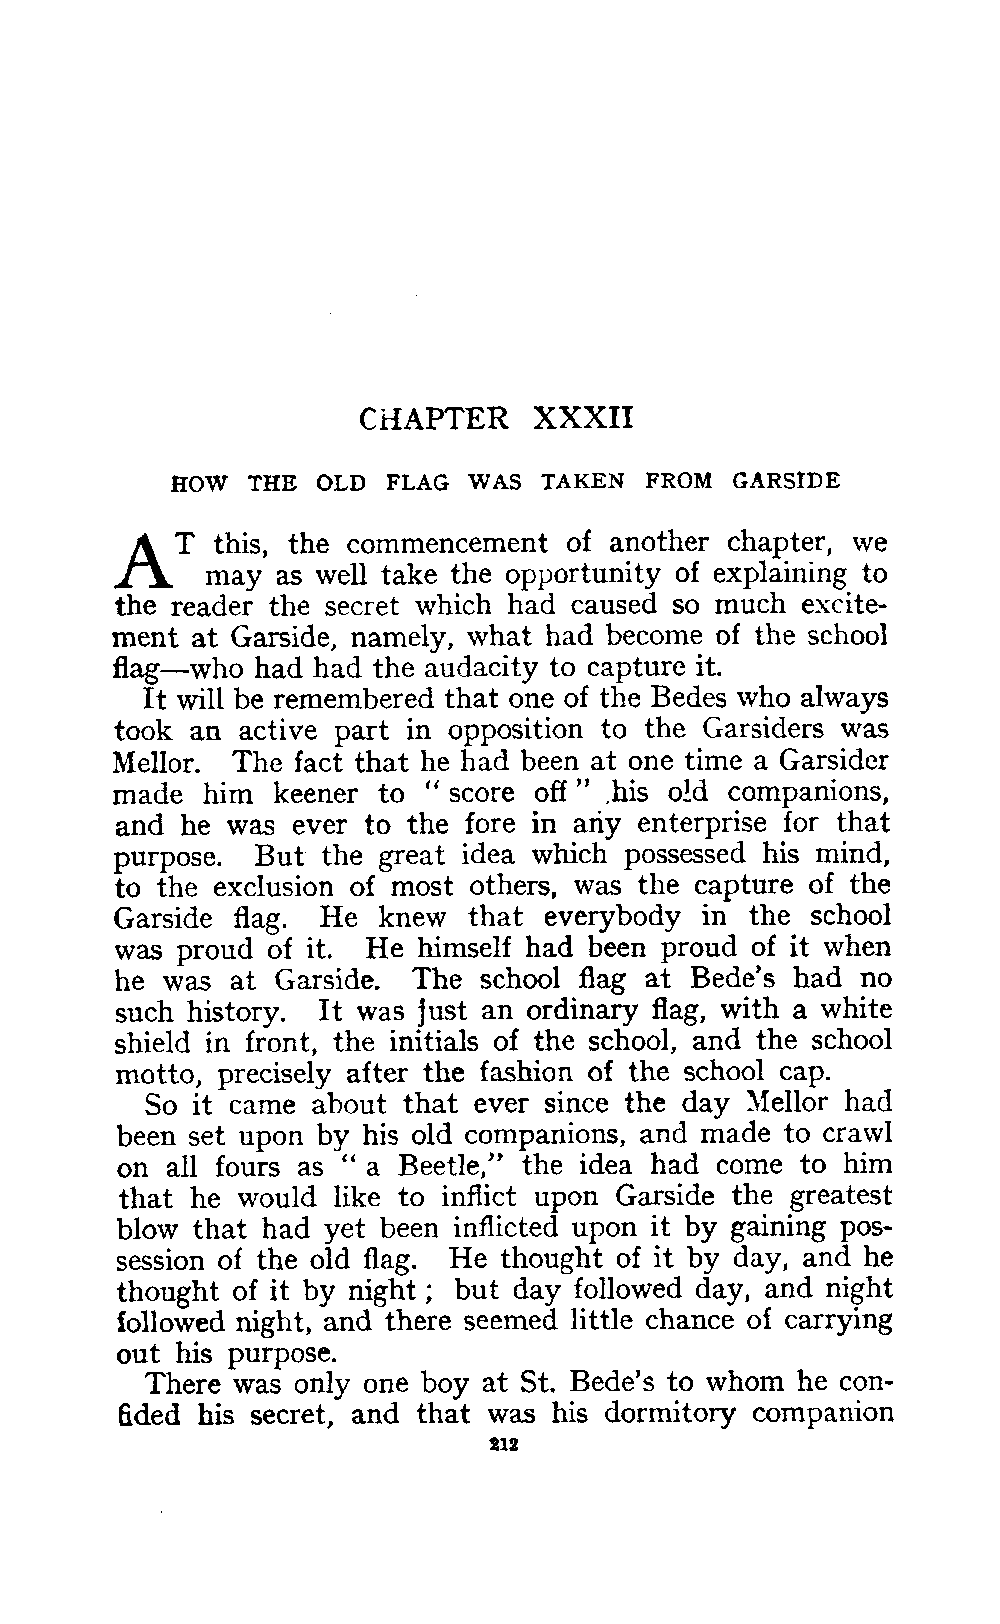 CHAPTER XXXII
HOW THE OLD FLAG WAS TAKEN FROM GARSIDE
AT this, the commencement of another chapter, we
may as well take the opportunity of explaining to
the reader the secret which had caused so much excite-
ment at Garside, namely, what had become of the school
flag—who had had the audacity to capture it.
It will be remembered that one of the Bedes who always
took an active part in opposition to the Garsiders was
Mellor. The fact that he had been at one time a Garsider
made him keener to “ score off ” his old companions,
and he was ever to the fore in any enterprise for that
purpose. But the great idea which possessed his mind,
to the exclusion of most others, was the capture of the
Garside flag. He knew that everybody in the school
was proud of it. He himself had been proud of it when
he was at Garside. The school flag at Bede’s had no
such history. It was just an ordinary flag, with a white
shield in front, the initials of the school, and the school
motto, precisely after the fashion of the school cap.
So it came about that ever since the day Mellor had
been set upon by his old companions, and made to crawl
on all fours as “ a Beetle,” the idea had come to him
that he would like to inflict upon Garside the greatest
blow that had yet been inflicted upon it by gaining pos-
session of the old flag. He thought of it by day, and he
thought of it by night ; but day followed day, and night
followed night, and there seemed little chance of carrying
out his purpose.
There was only one boy at St. Bede’s to whom he con-
fided his secret, and that was his dormitory companion
212